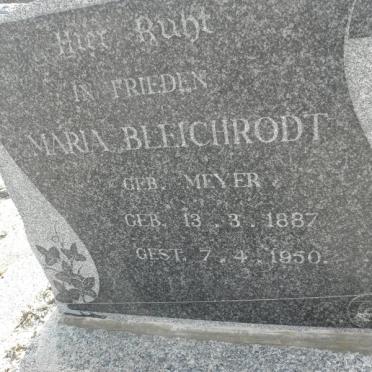 Hier Ruht
IN FRIEDEN
MARIA BLEICHRODT
GEB. MEYER
GEB. 13.3.1887
GEST. 7.4.1950.